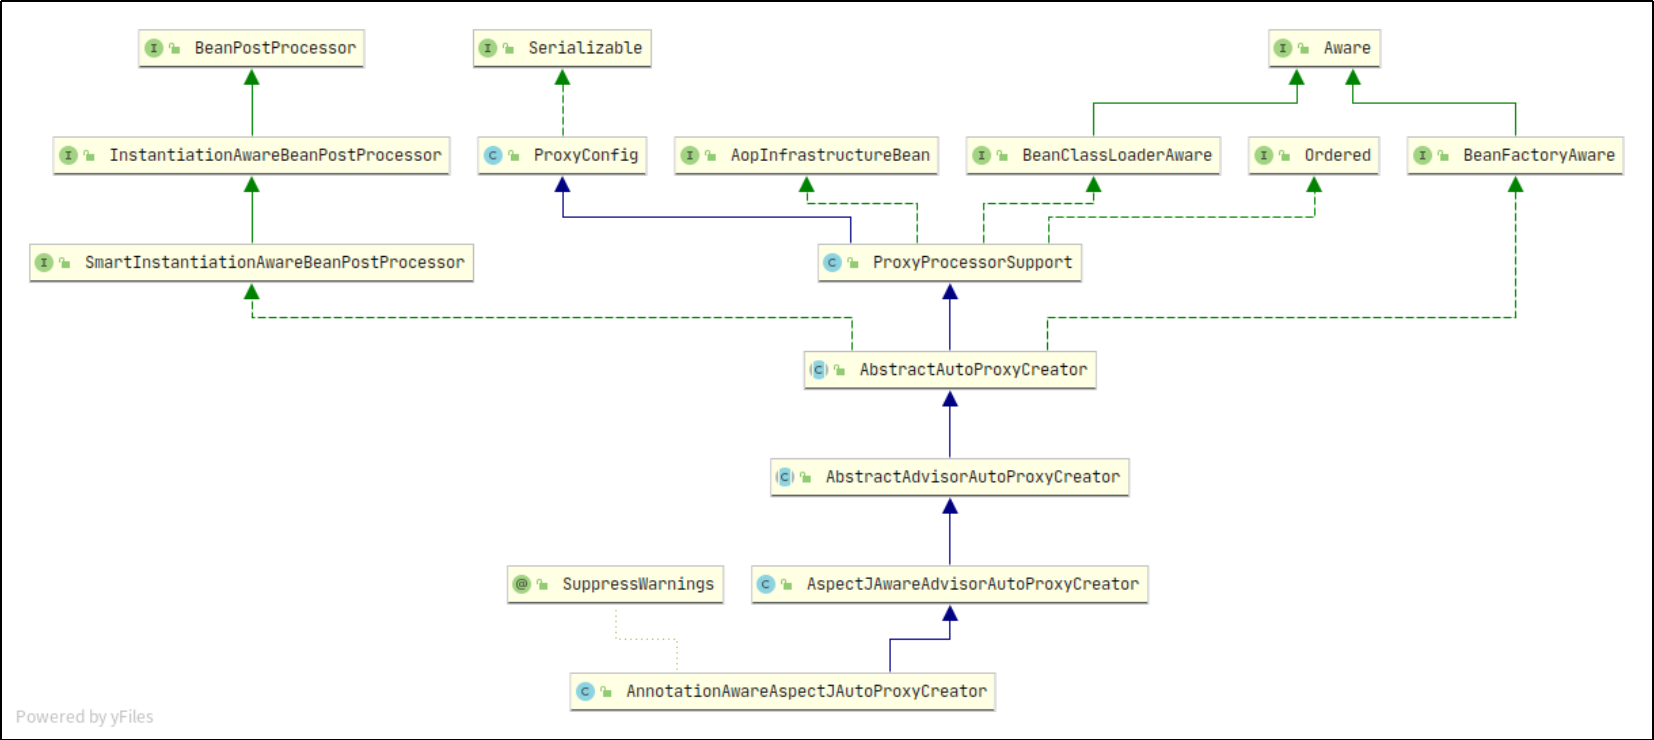 BeanPostProcessor
Serializable
Aware
InstantiationAwareBeanPostProcessor
ProxyConfig
AopInfrastructureBean
BeanClassLoaderAware
Ordered
BeanFactoryAware
SmartInstantiationAwareBeanPostProcessor
ProxyProcessorSupport
AbstractAutoProxyCreator
AbstractAdvisorAutoProxyCreator
SuppressWarnings
AspectJAwareAdvisorAutoProxyCreator
AnnotationAwareAspectJAutoProxyCreator
Powered by yFiles